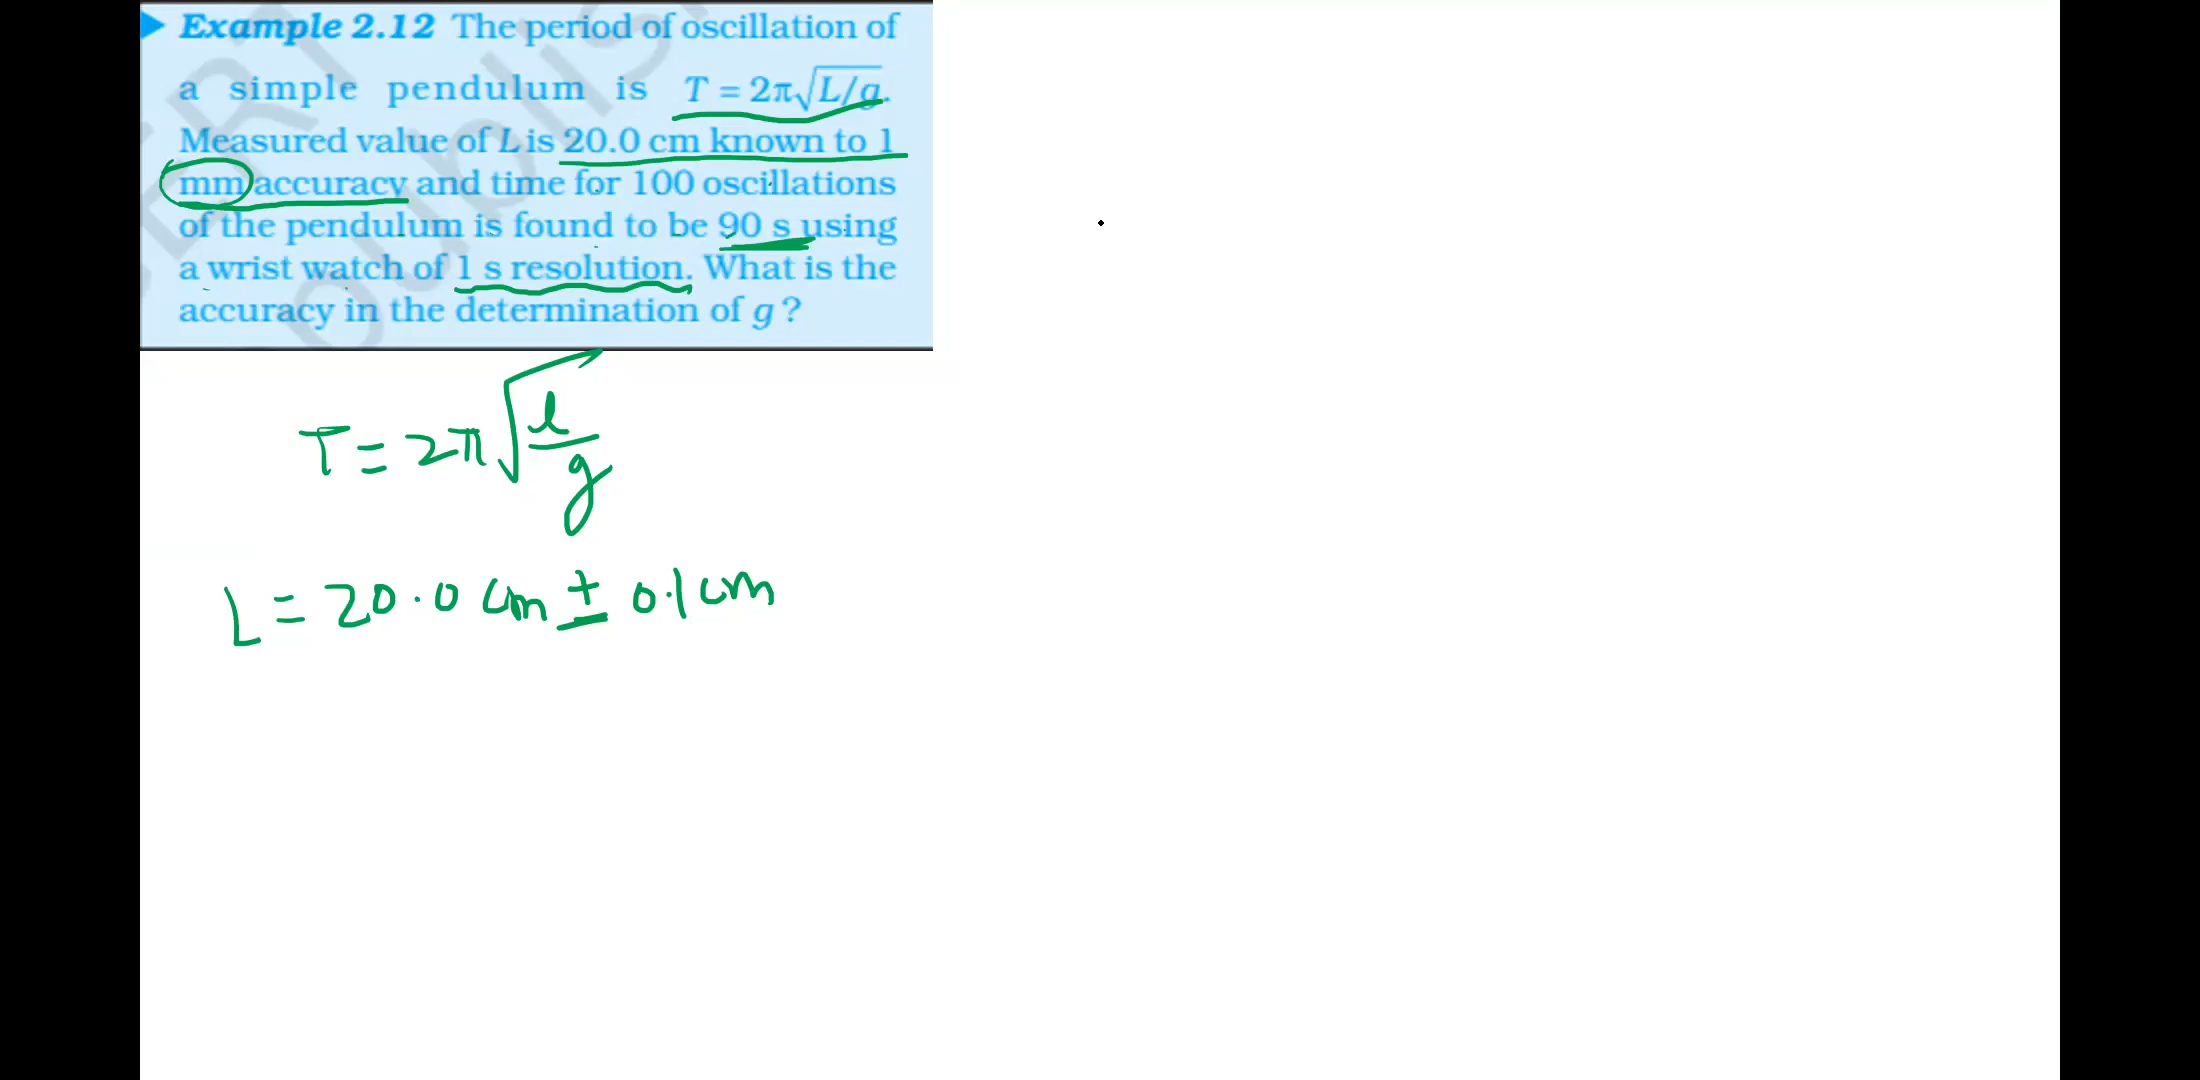 Example 2.12 The period of oscillation of
a simple pendulum is T = 2π√L/g.
Measured value of L is 20.0 cm known to 1
mm accuracy and time for 100 oscillations
of the pendulum is found to be 90 s using
a wrist watch of 1 s resolution. What is the
accuracy in the determination of g ?
T = 2π√l/g
L = 20.0 cm ± 0.1 cm